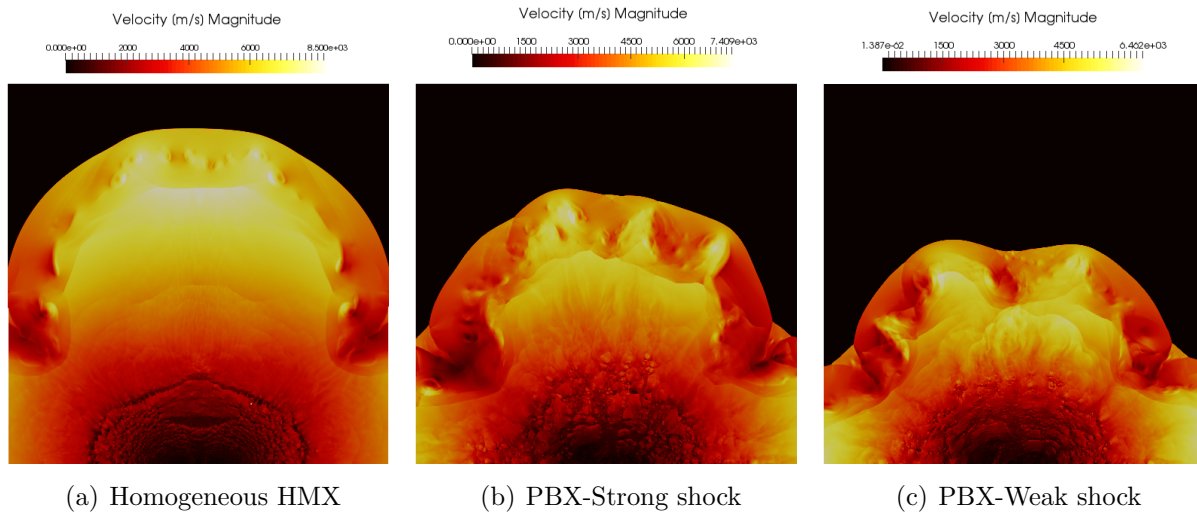 Velocity (m/s) Magnitude
0.000e+00 2000 4000 6000 8.500e+03
Velocity (m/s) Magnitude
0.000e+00 1500 3000 4500 6000 7.409e+03
Velocity (m/s) Magnitude
1.387e-02 1500 3000 4500 6.462e+03
(a) Homogeneous HMX
(b) PBX-Strong shock
(c) PBX-Weak shock